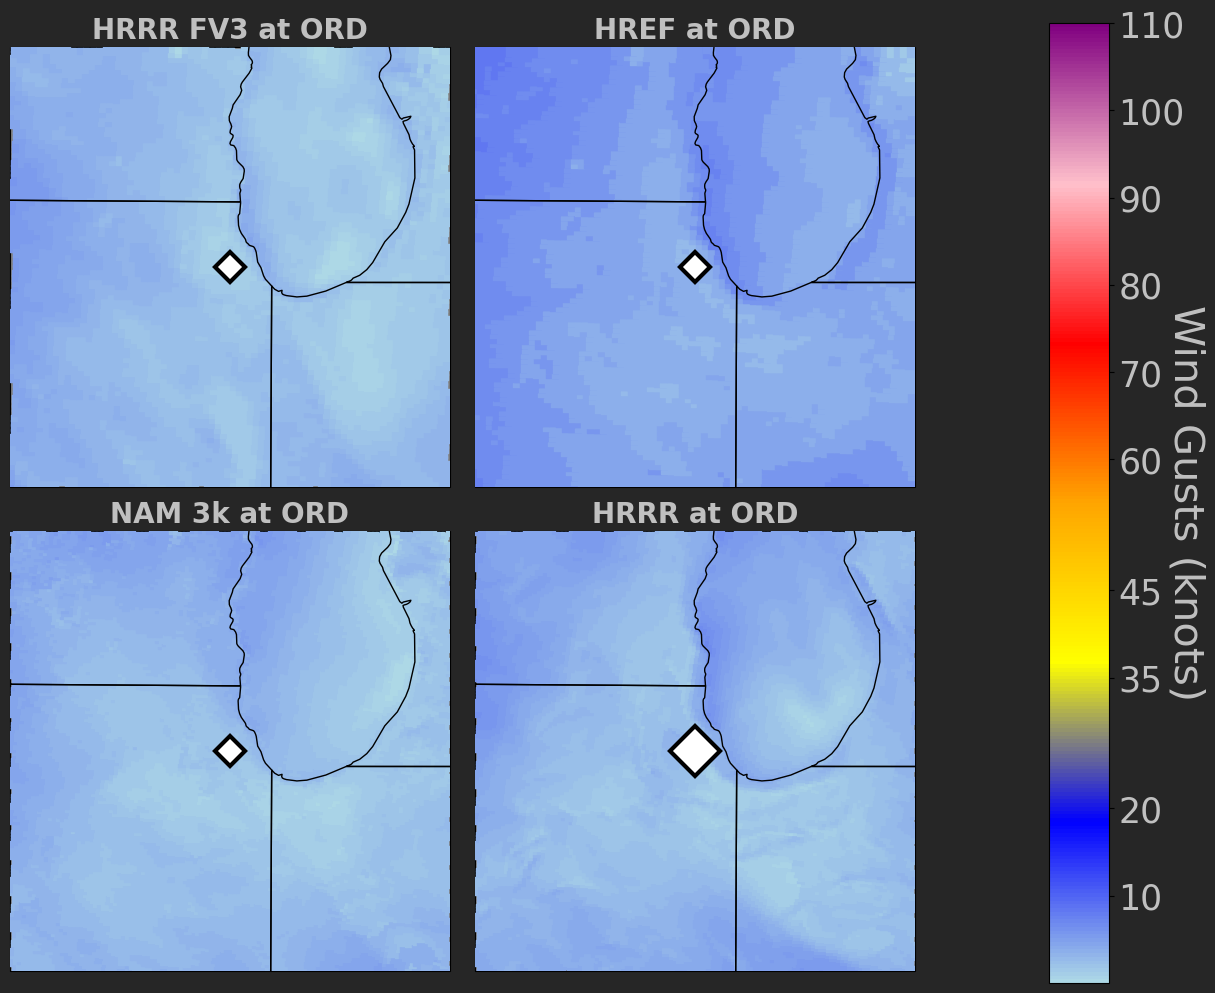 HRRR FV3 at ORD
HREF at ORD
NAM 3k at ORD
HRRR at ORD
110
100
90
80
70
60
45
35
20
10
Wind Gusts (knots)